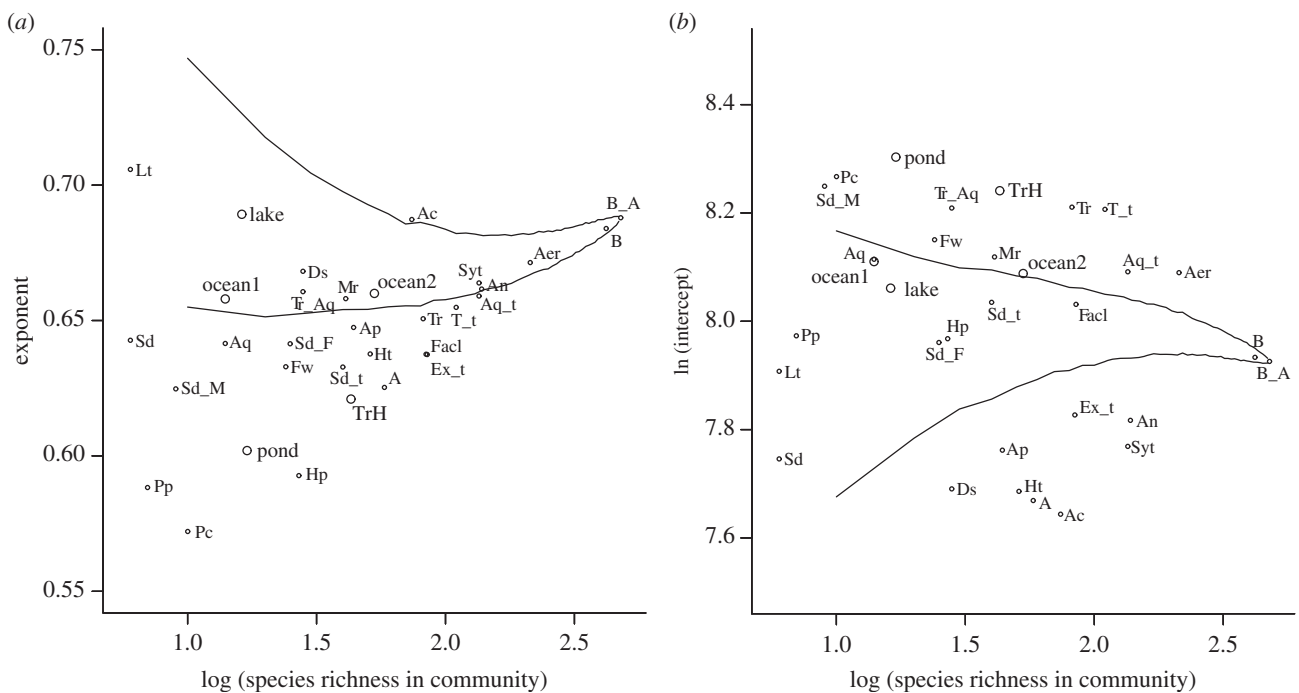 (a)
0.75
0.70
0.65
0.60
0.55
exponent
Lt
lake
Ac
B_A
B
Aer
Syt
An
Aq_t
Ds
ocean1
Tr_Aq
Mr
ocean2
Tr
T_t
Ap
Sd
Aq
Sd_F
Ht
Facl
Ex_t
Fw
Sd_t
A
Sd_M
TrH
pond
Hp
Pp
Pc
1.0 1.5 2.0 2.5
log (species richness in community)
(b)
8.4
8.2
8.0
7.8
7.6
ln (intercept)
pond
Pc
Sd_M
Tr_Aq
TrH
Tr
T_t
Fw
Aq
Mr
ocean1
ocean2
Aq_t
Aer
lake
Sd_t
Facl
Pp
Hp
Sd_F
B
B_A
Lt
Ex_t
An
Sd
Ap
Syt
Ds
Ht
A
Ac
1.0 1.5 2.0 2.5
log (species richness in community)